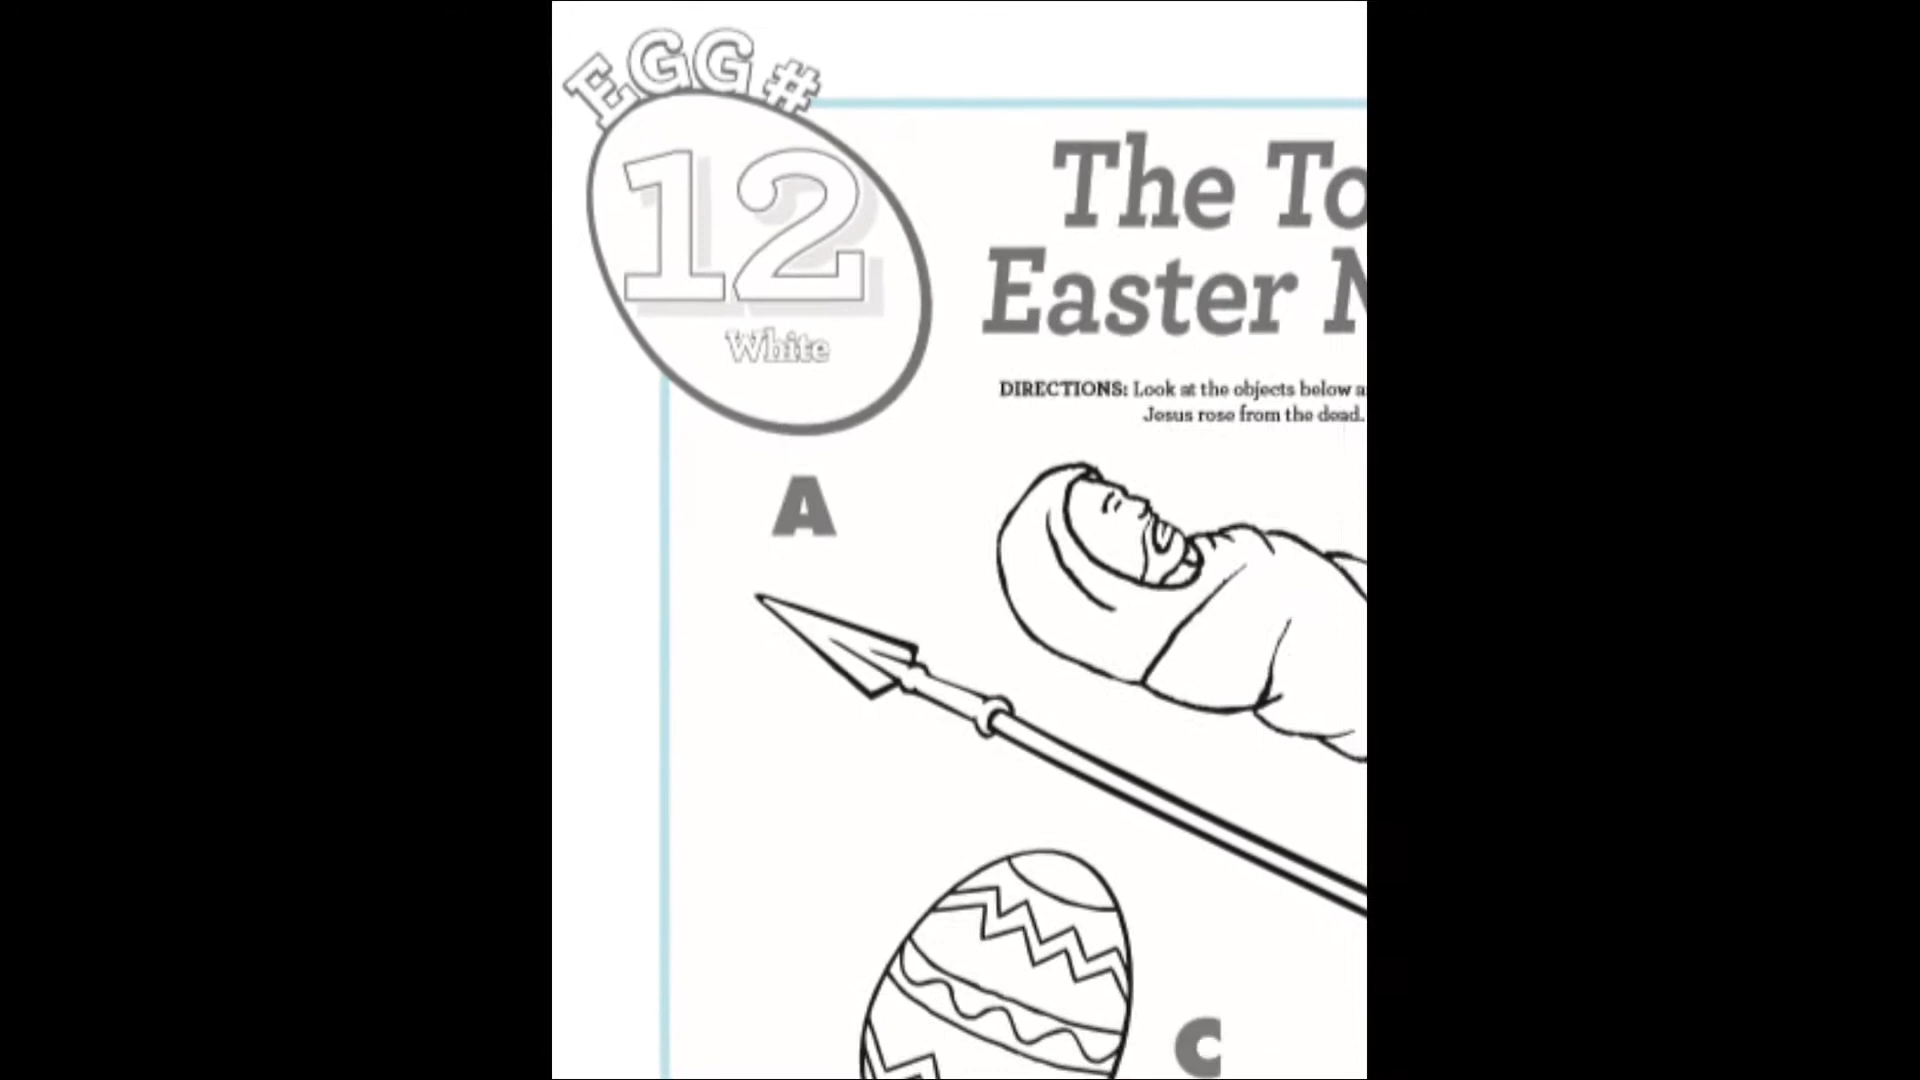 EGG #
12
White
The To
Easter
DIRECTIONS: Look at the objects below a
Jesus rose from the dead.
A
C